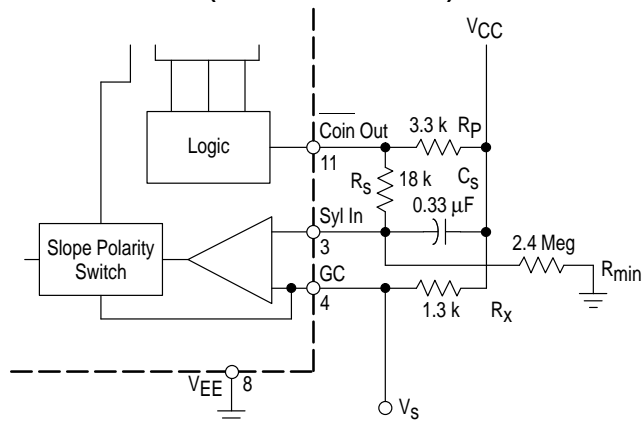 VCC
Coin Out
3.3 k
RP
Logic
11
RS
18 k
CS
0.33 μF
Syl In
3
2.4 Meg
Slope Polarity
Switch
GC
4
Rmin
1.3 k
RX
VEE
8
VS